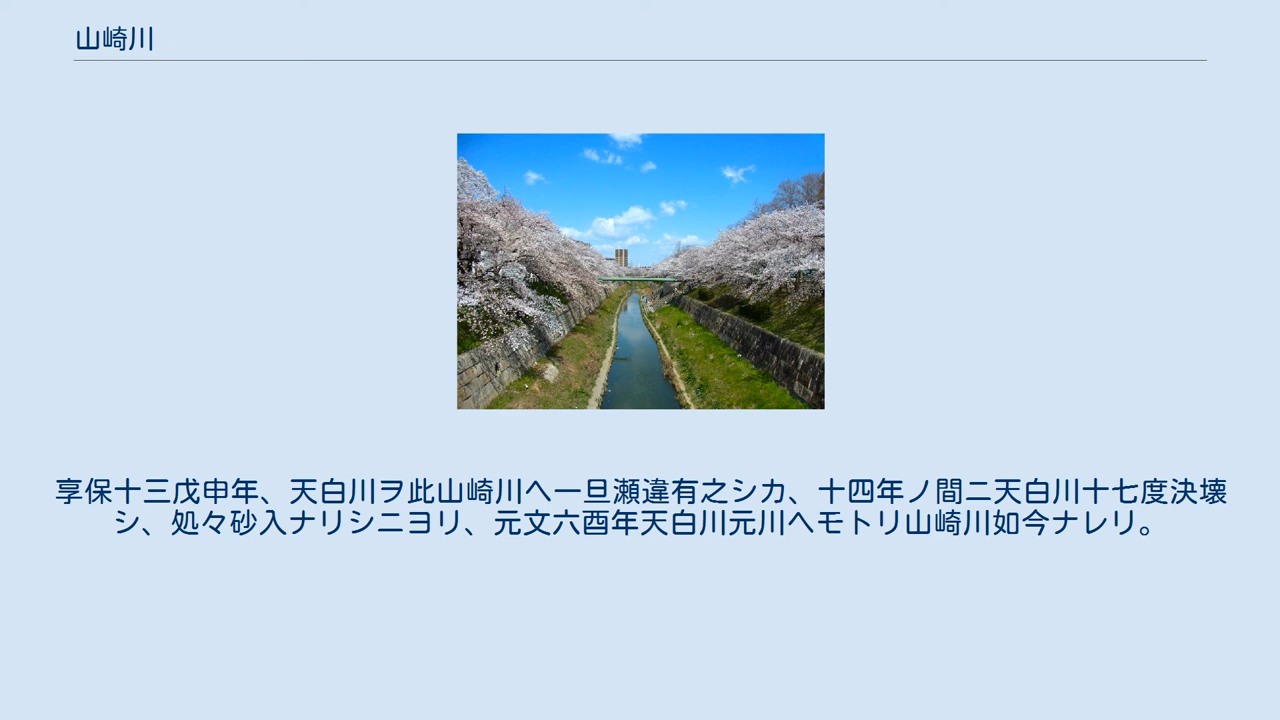 山崎川
享保十三戊申年、天白川ヲ此山崎川へ一旦瀬違有之シカ、十四年ノ間ニ天白川十七度決壊
シ、処々砂入ナリシニヨリ、元文六酉年天白川元川へモトリ山崎川如今ナレリ。